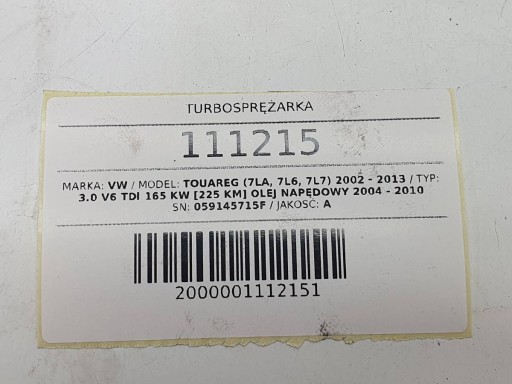 TURBOSPRĘŻARKA
111215
MARKA: VW / MODEL: TOUAREG (7LA, 7L6, 7L7) 2002 - 2013 / TYP:
3.0 V6 TDI 165 KW [225 KM] OLEJ NAPĘDOWY 2004 - 2010
SN: 059145715F / JAKOŚĆ: A
2000001112151